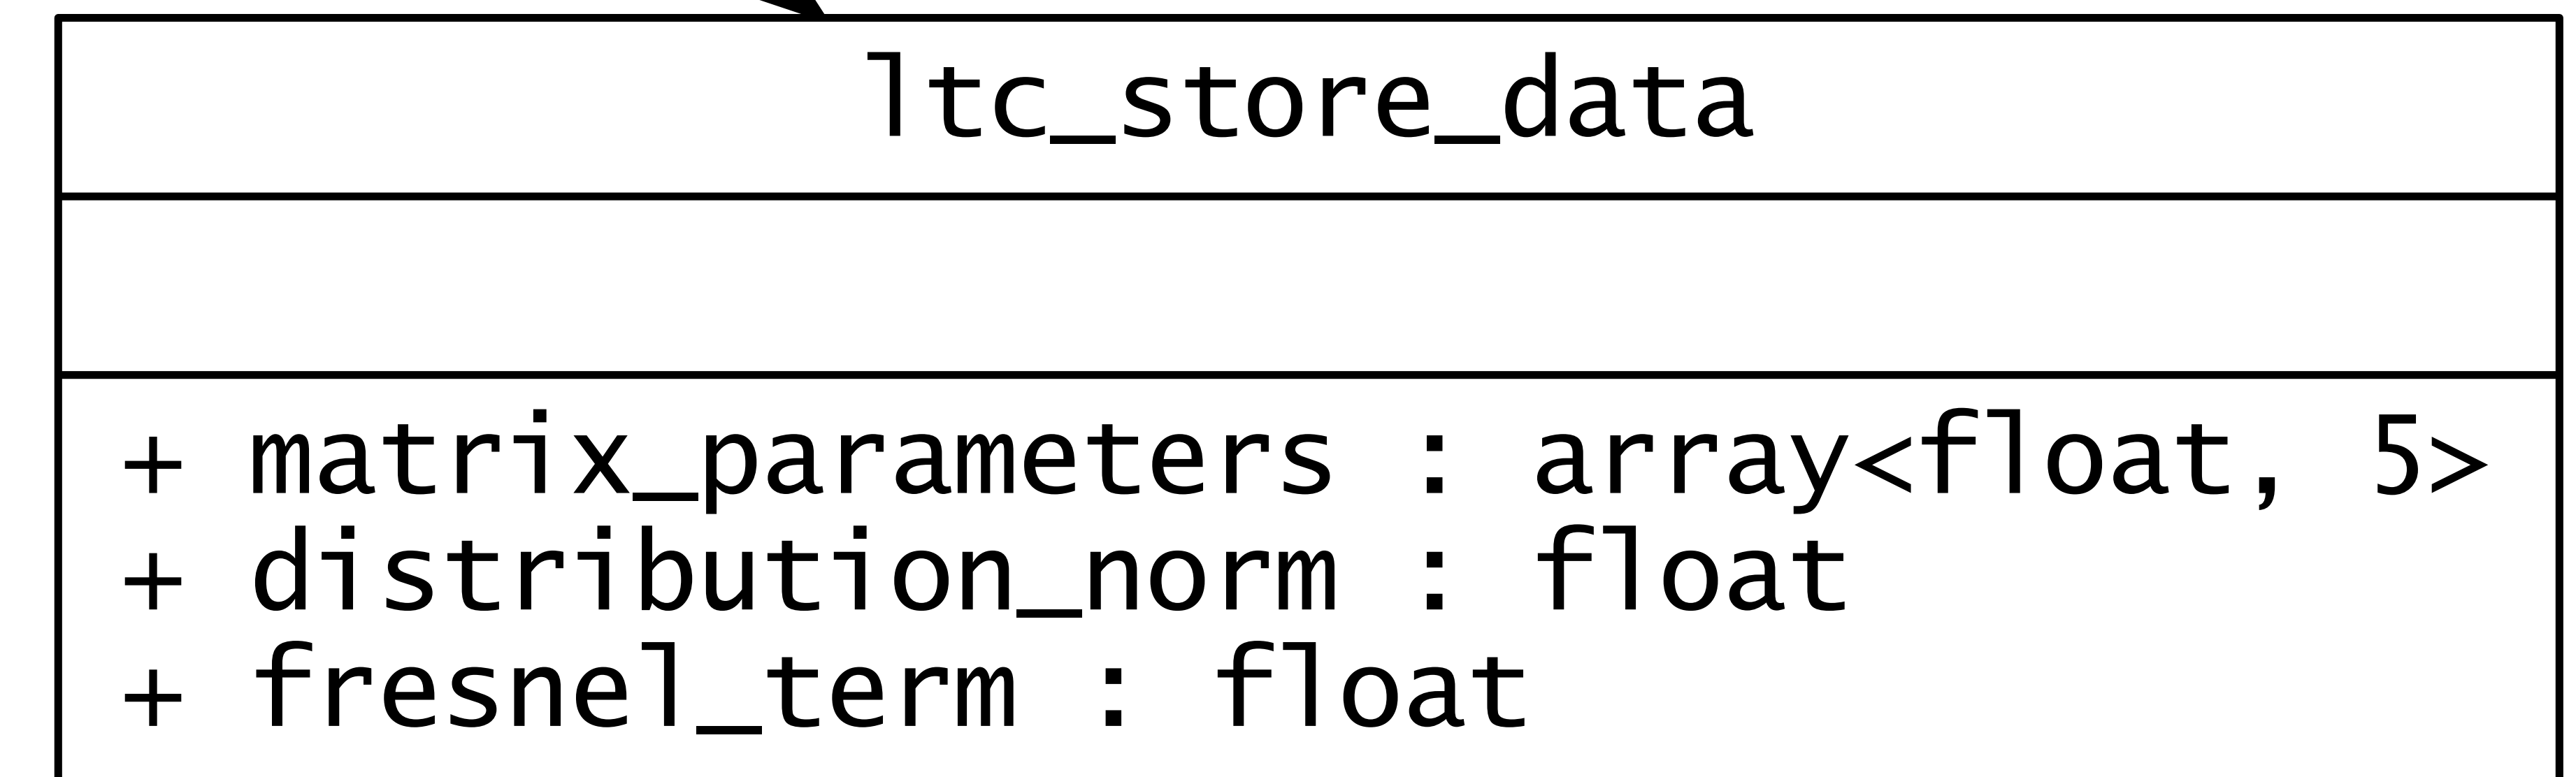 ltc_store_data
+ matrix_parameters : array<float, 5>
+ distribution_norm : float
+ fresnel_term : float